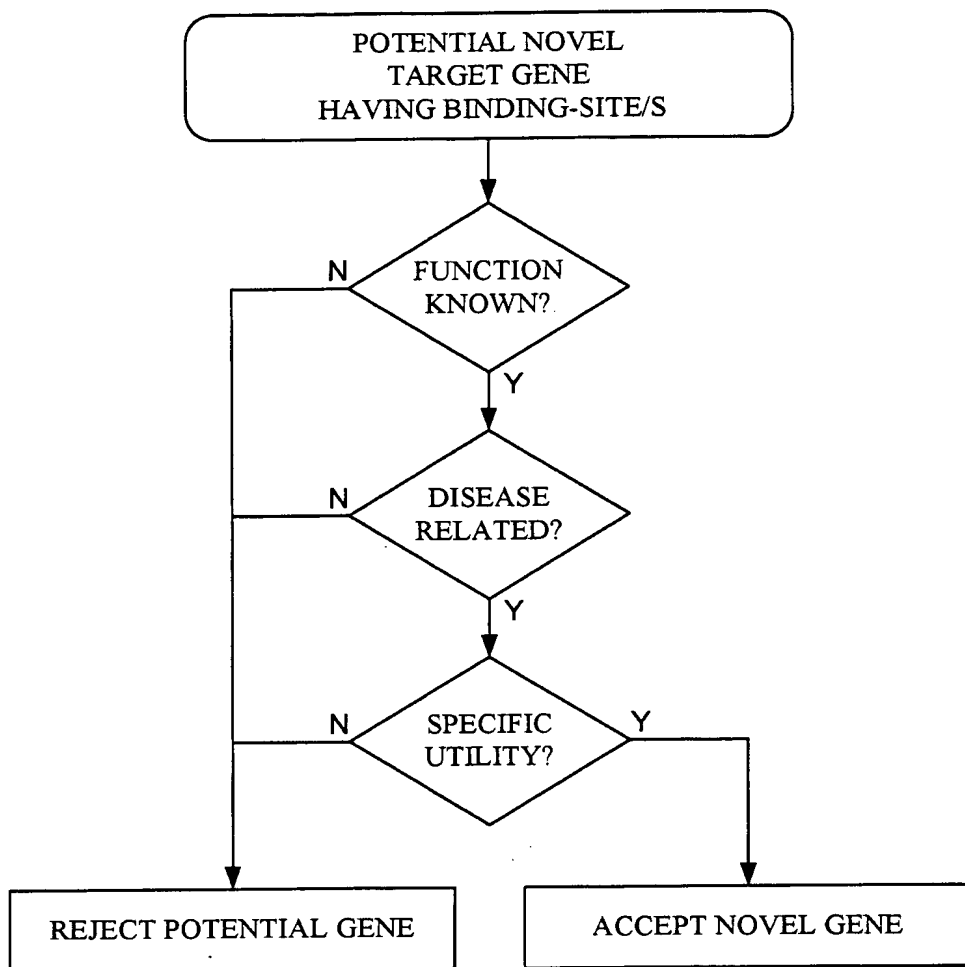 POTENTIAL NOVEL
TARGET GENE
HAVING BINDING-SITE/S
N
FUNCTION
KNOWN?
Y
N
DISEASE
RELATED?
Y
N
SPECIFIC
UTILITY?
Y
REJECT POTENTIAL GENE
ACCEPT NOVEL GENE